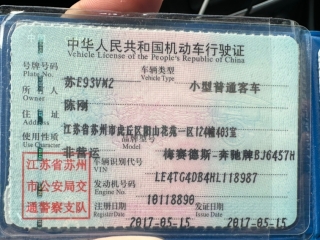 中华人民共和国机动车行驶证
Vehicle License of the People's Republic of China
号牌号码 苏E93VM2 车辆类型 小型普通客车
Plate No. Vehicle Type
所有人 陈刚
Owner
住址 江苏省苏州市虎丘区阳山花苑一区124幢403室
Address
使用性质 非营运 品牌型号 梅赛德斯-奔驰牌BJ6457H
Use Character Model
江苏省苏州 车辆识别代号 LE4TG4DB4HL118987
VIN
市公安局交 发动机号码 10118890
Engine No.
通警察支队 注册日期 2017-05-15 发证日期 2017-05-15
Register Date Issue Date